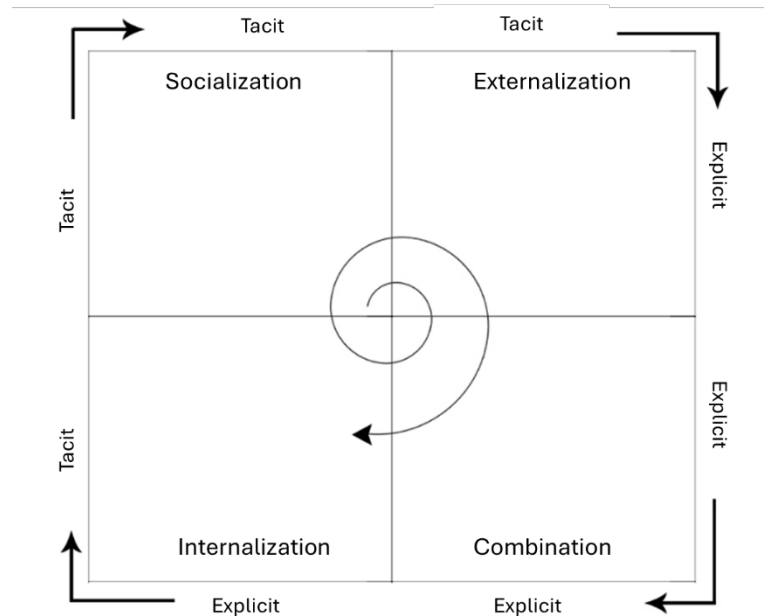 Tacit
Tacit
Socialization
Externalization
Tacit
Explicit
Tacit
Explicit
Internalization
Combination
Explicit
Explicit